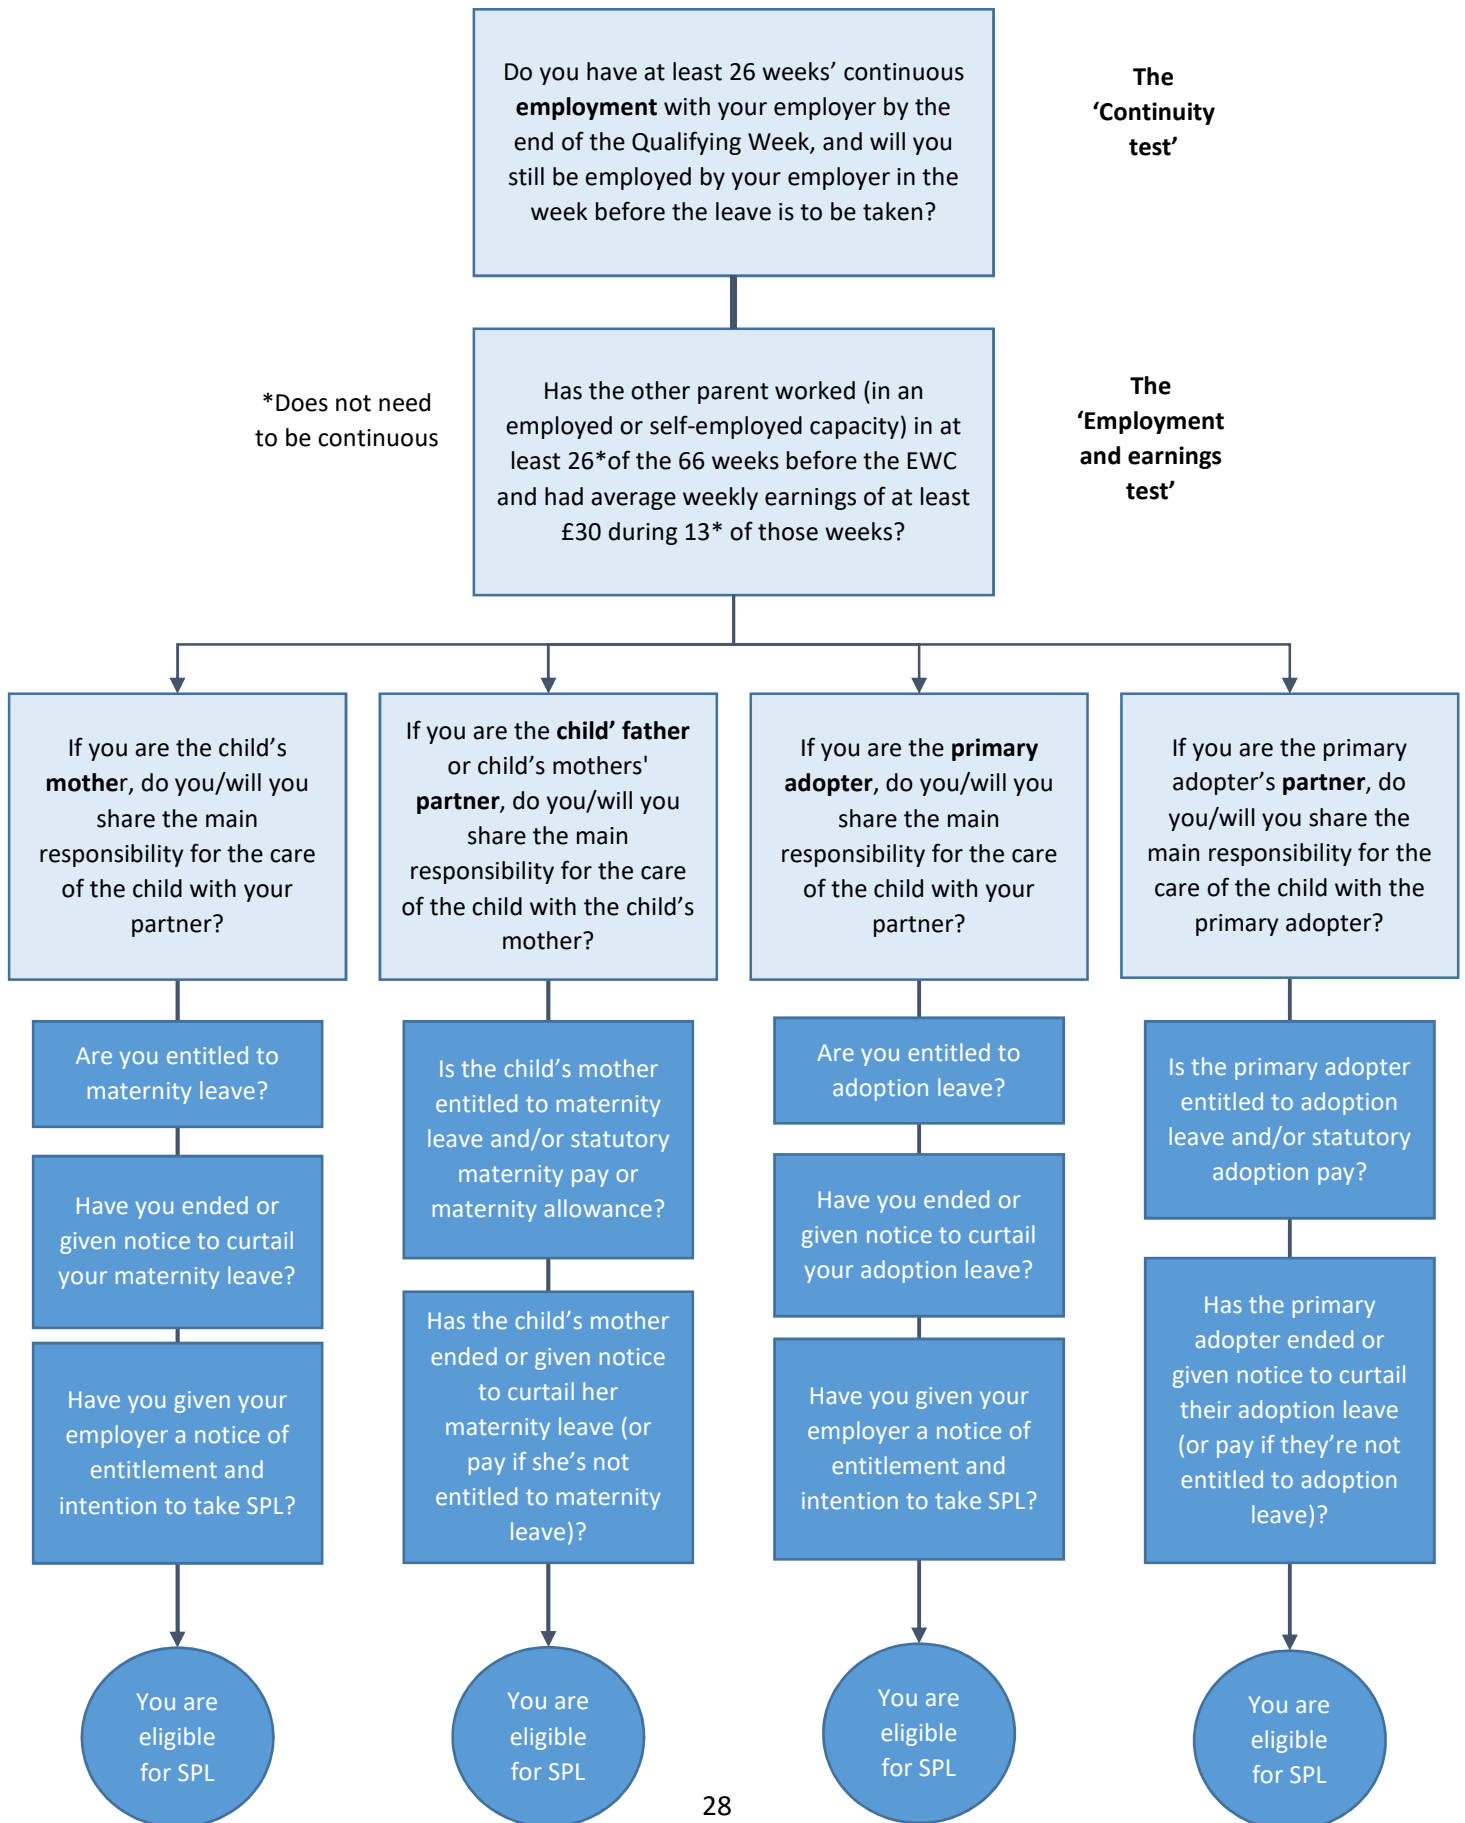 Do you have at least 26 weeks’ continuous
employment with your employer by the
end of the Qualifying Week, and will you
still be employed by your employer in the
week before the leave is to be taken?
The
‘Continuity
test’
*Does not need
to be continuous
Has the other parent worked (in an
employed or self-employed capacity) in at
least 26*of the 66 weeks before the EWC
and had average weekly earnings of at least
£30 during 13* of those weeks?
The
‘Employment
and earnings
test’
If you are the child’s
mother, do you/will you
share the main
responsibility for the care
of the child with your
partner?
Are you entitled to
maternity leave?
Have you ended or
given notice to curtail
your maternity leave?
Have you given your
employer a notice of
entitlement and
intention to take SPL?
You are
eligible
for SPL
If you are the child’ father
or child’s mothers'
partner, do you/will you
share the main
responsibility for the care
of the child with the child’s
mother?
Is the child’s mother
entitled to maternity
leave and/or statutory
maternity pay or
maternity allowance?
Has the child’s mother
ended or given notice
to curtail her
maternity leave (or
pay if she’s not
entitled to maternity
leave)?
You are
eligible
for SPL
If you are the primary
adopter, do you/will you
share the main
responsibility for the care
of the child with your
partner?
Are you entitled to
adoption leave?
Have you ended or
given notice to curtail
your adoption leave?
Have you given your
employer a notice of
entitlement and
intention to take SPL?
You are
eligible
for SPL
If you are the primary
adopter’s partner, do
you/will you share the
main responsibility for the
care of the child with the
primary adopter?
Is the primary adopter
entitled to adoption
leave and/or statutory
adoption pay?
Has the primary
adopter ended or
given notice to curtail
their adoption leave
(or pay if they’re not
entitled to adoption
leave)?
You are
eligible
for SPL
28